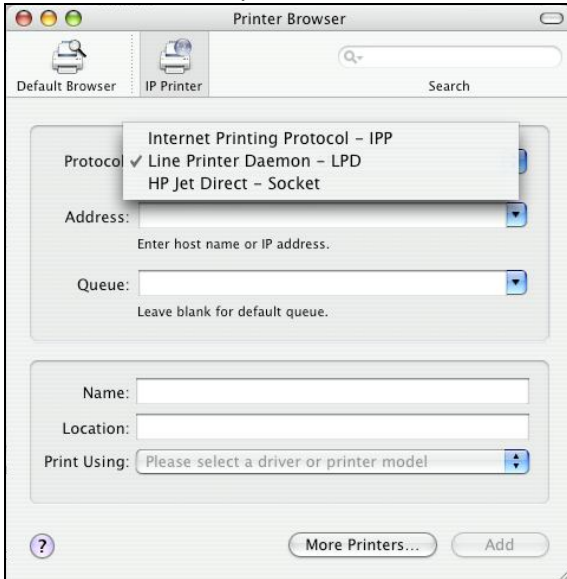 Printer Browser
Default Browser
IP Printer
Search
Internet Printing Protocol – IPP
Protocol ✓ Line Printer Daemon – LPD
HP Jet Direct – Socket
Address:
Enter host name or IP address.
Queue:
Leave blank for default queue.
Name:
Location:
Print Using: Please select a driver or printer model
? More Printers... Add